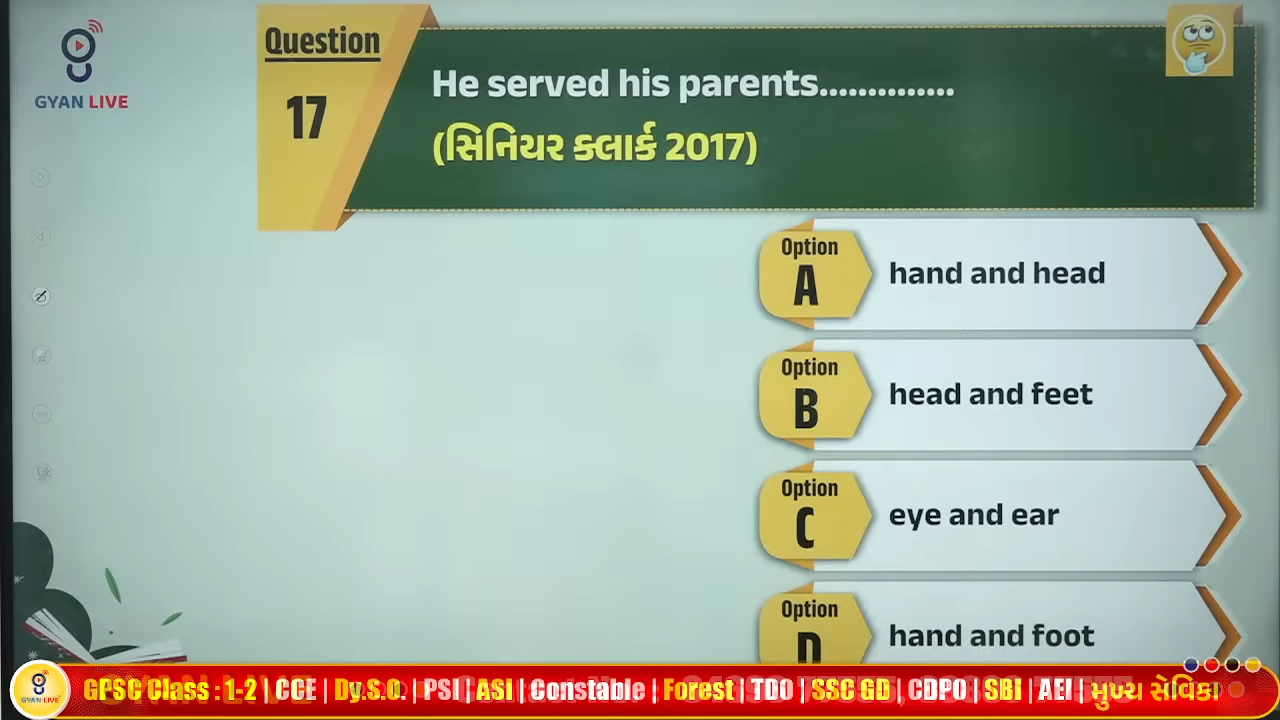 GYAN LIVE
Question
17
He served his parents..............
(સિનિયર ક્લાર્ક 2017)
Option
A
hand and head
Option
B
head and feet
Option
C
eye and ear
Option
D
hand and foot
GYAN LIVE
GPSC Class : 1-2 | CCE | Dy.S.O. | PSI | ASI | Constable | Forest | TDO | SSC GD | CDPO | SBI | AEI | મુખ્ય સેવિકા